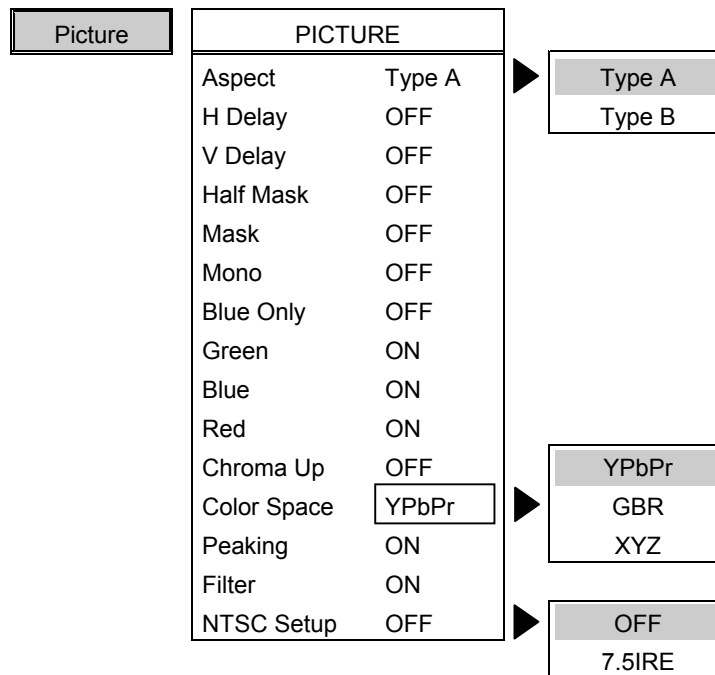 Picture
PICTURE
Aspect Type A
H Delay OFF
V Delay OFF
Half Mask OFF
Mask OFF
Mono OFF
Blue Only OFF
Green ON
Blue ON
Red ON
Chroma Up OFF
Color Space YPbPr
Peaking ON
Filter ON
NTSC Setup OFF
Type A
Type B
YPbPr
GBR
XYZ
OFF
7.5IRE